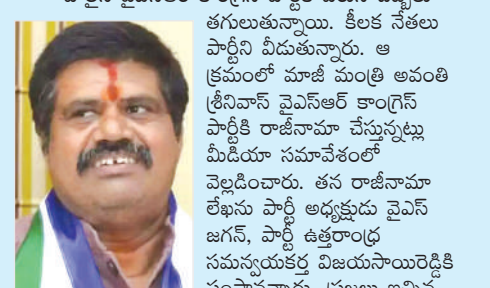 తగులుతున్నాయి. కీలక నేతలు
పార్టీని వీడుతున్నారు. ఆ
క్రమంలో మాజీ మంత్రి అవంతి
శ్రీనివాస్ వైఎస్ఆర్ కాంగ్రెస్
పార్టీకి రాజీనామా చేస్తున్నట్లు
మీడియా సమావేశంలో
వెల్లడించారు. తన రాజీనామా
లేఖను పార్టీ అధ్యక్షుడు వైఎస్
జగన్, పార్టీ ఉత్తరాంధ్ర
సమన్వయకర్త విజయసాయిరెడ్డికి